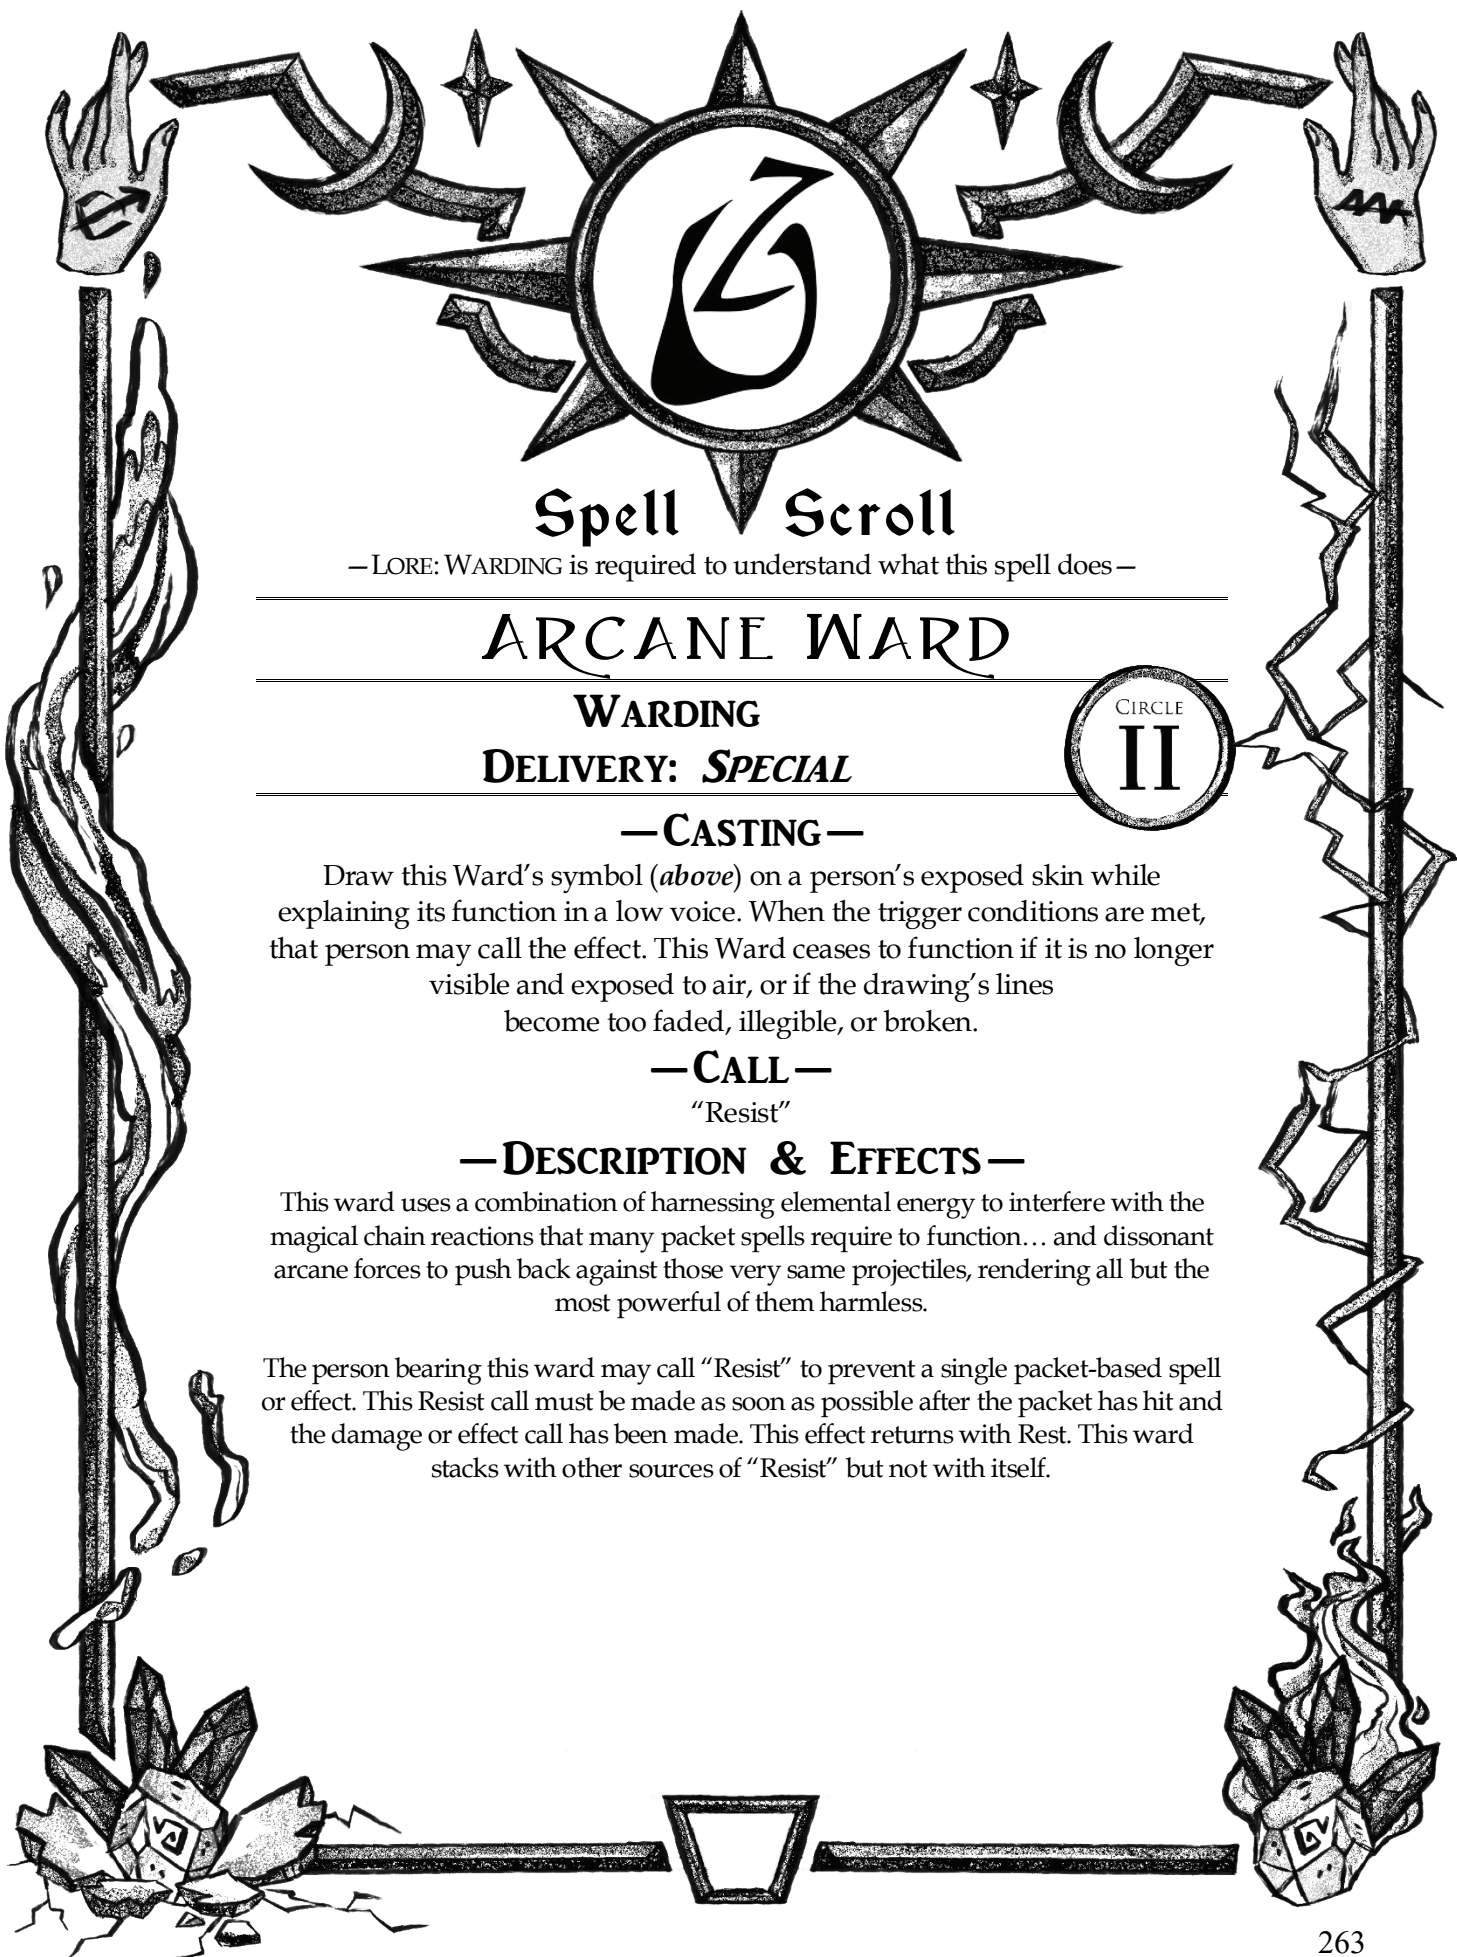 Spell Scroll
—LORE: WARDING is required to understand what this spell does—
ARCANE WARD
WARDING
DELIVERY: SPECIAL
CIRCLE
II
—CASTING—
Draw this Ward's symbol (above) on a person's exposed skin while
explaining its function in a low voice. When the trigger conditions are met,
that person may call the effect. This Ward ceases to function if it is no longer
visible and exposed to air, or if the drawing's lines
become too faded, illegible, or broken.
—CALL—
“Resist”
—DESCRIPTION & EFFECTS—
This ward uses a combination of harnessing elemental energy to interfere with the
magical chain reactions that many packet spells require to function… and dissonant
arcane forces to push back against those very same projectiles, rendering all but the
most powerful of them harmless.
The person bearing this ward may call “Resist” to prevent a single packet-based spell
or effect. This Resist call must be made as soon as possible after the packet has hit and
the damage or effect call has been made. This effect returns with Rest. This ward
stacks with other sources of “Resist” but not with itself.
263